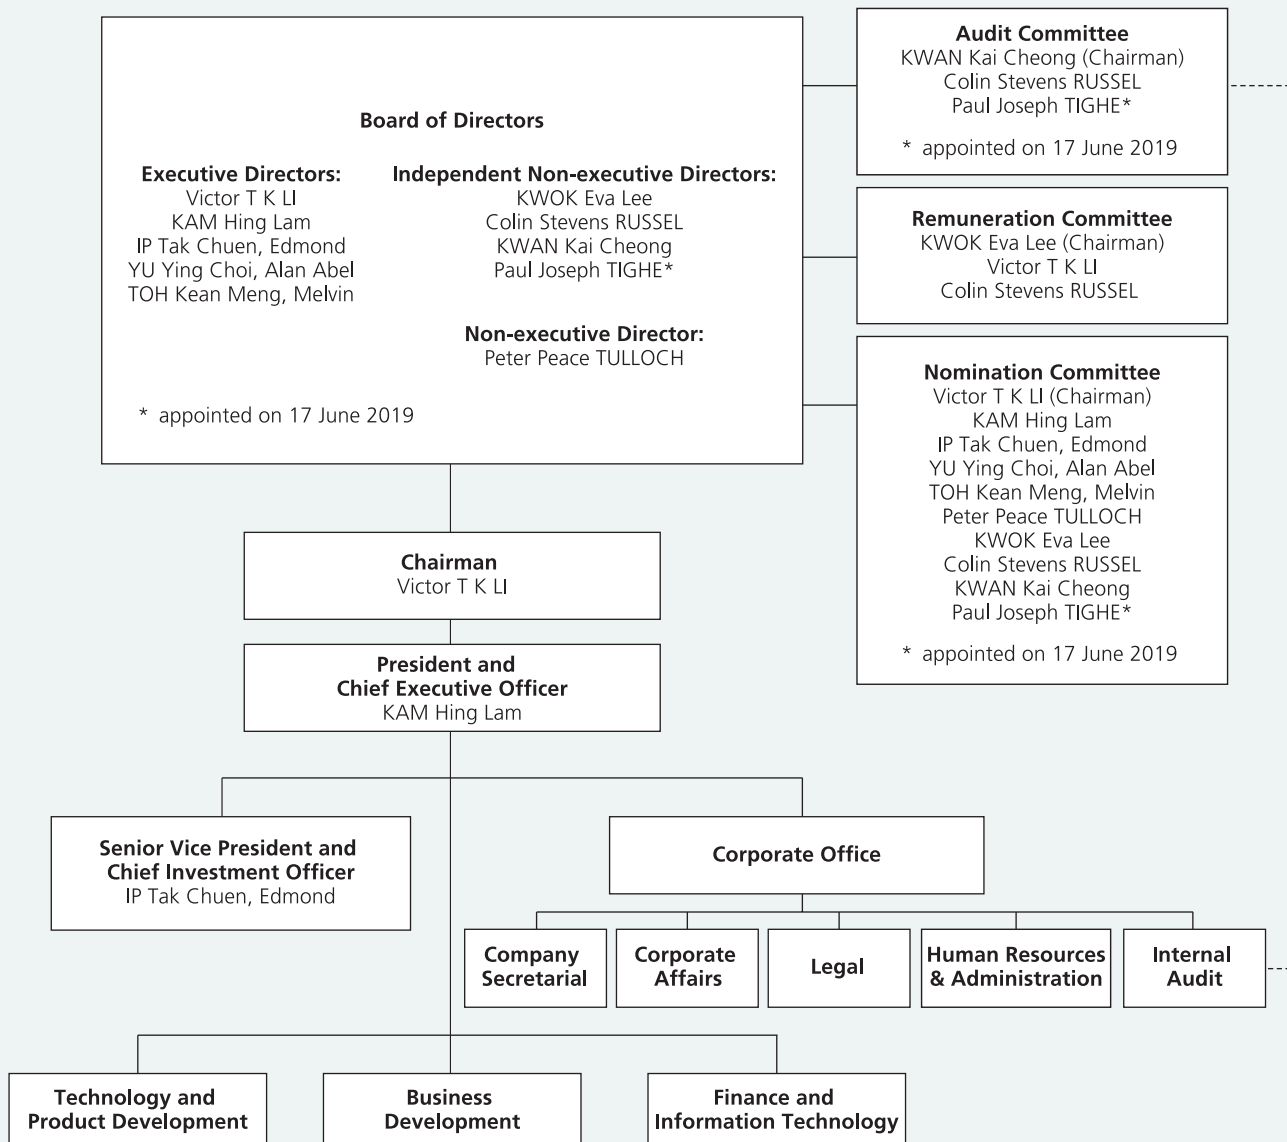 Board of Directors
Executive Directors:
Victor T K LI
KAM Hing Lam
IP Tak Chuen, Edmond
YU Ying Choi, Alan Abel
TOH Kean Meng, Melvin
Independent Non-executive Directors:
KWOK Eva Lee
Colin Stevens RUSSEL
KWAN Kai Cheong
Paul Joseph TIGHE*
Non-executive Director:
Peter Peace TULLOCH
* appointed on 17 June 2019
Audit Committee
KWAN Kai Cheong (Chairman)
Colin Stevens RUSSEL
Paul Joseph TIGHE*
* appointed on 17 June 2019
Remuneration Committee
KWOK Eva Lee (Chairman)
Victor T K LI
Colin Stevens RUSSEL
Nomination Committee
Victor T K LI (Chairman)
KAM Hing Lam
IP Tak Chuen, Edmond
YU Ying Choi, Alan Abel
TOH Kean Meng, Melvin
Peter Peace TULLOCH
KWOK Eva Lee
Colin Stevens RUSSEL
KWAN Kai Cheong
Paul Joseph TIGHE*
* appointed on 17 June 2019
Chairman
Victor T K LI
President and
Chief Executive Officer
KAM Hing Lam
Senior Vice President and
Chief Investment Officer
IP Tak Chuen, Edmond
Corporate Office
Company
Secretarial
Corporate
Affairs
Legal
Human Resources
& Administration
Internal
Audit
Technology and
Product Development
Business
Development
Finance and
Information Technology